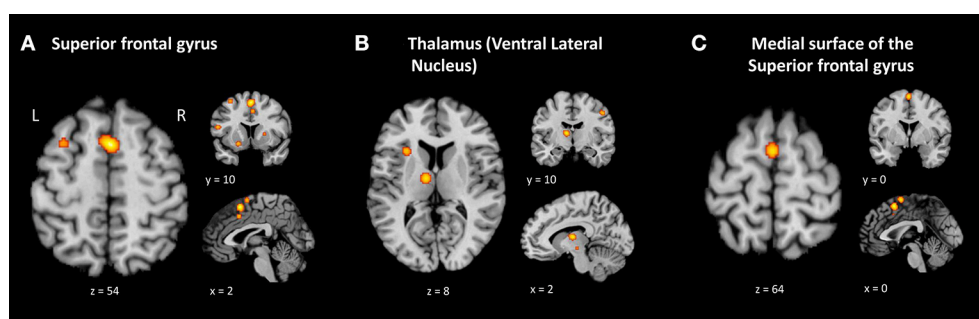 A Superior frontal gyrus
L
R
y = 10
z = 54
x = 2
B Thalamus (Ventral Lateral
Nucleus)
y = 10
z = 8
x = 2
C Medial surface of the
Superior frontal gyrus
y = 0
z = 64
x = 0